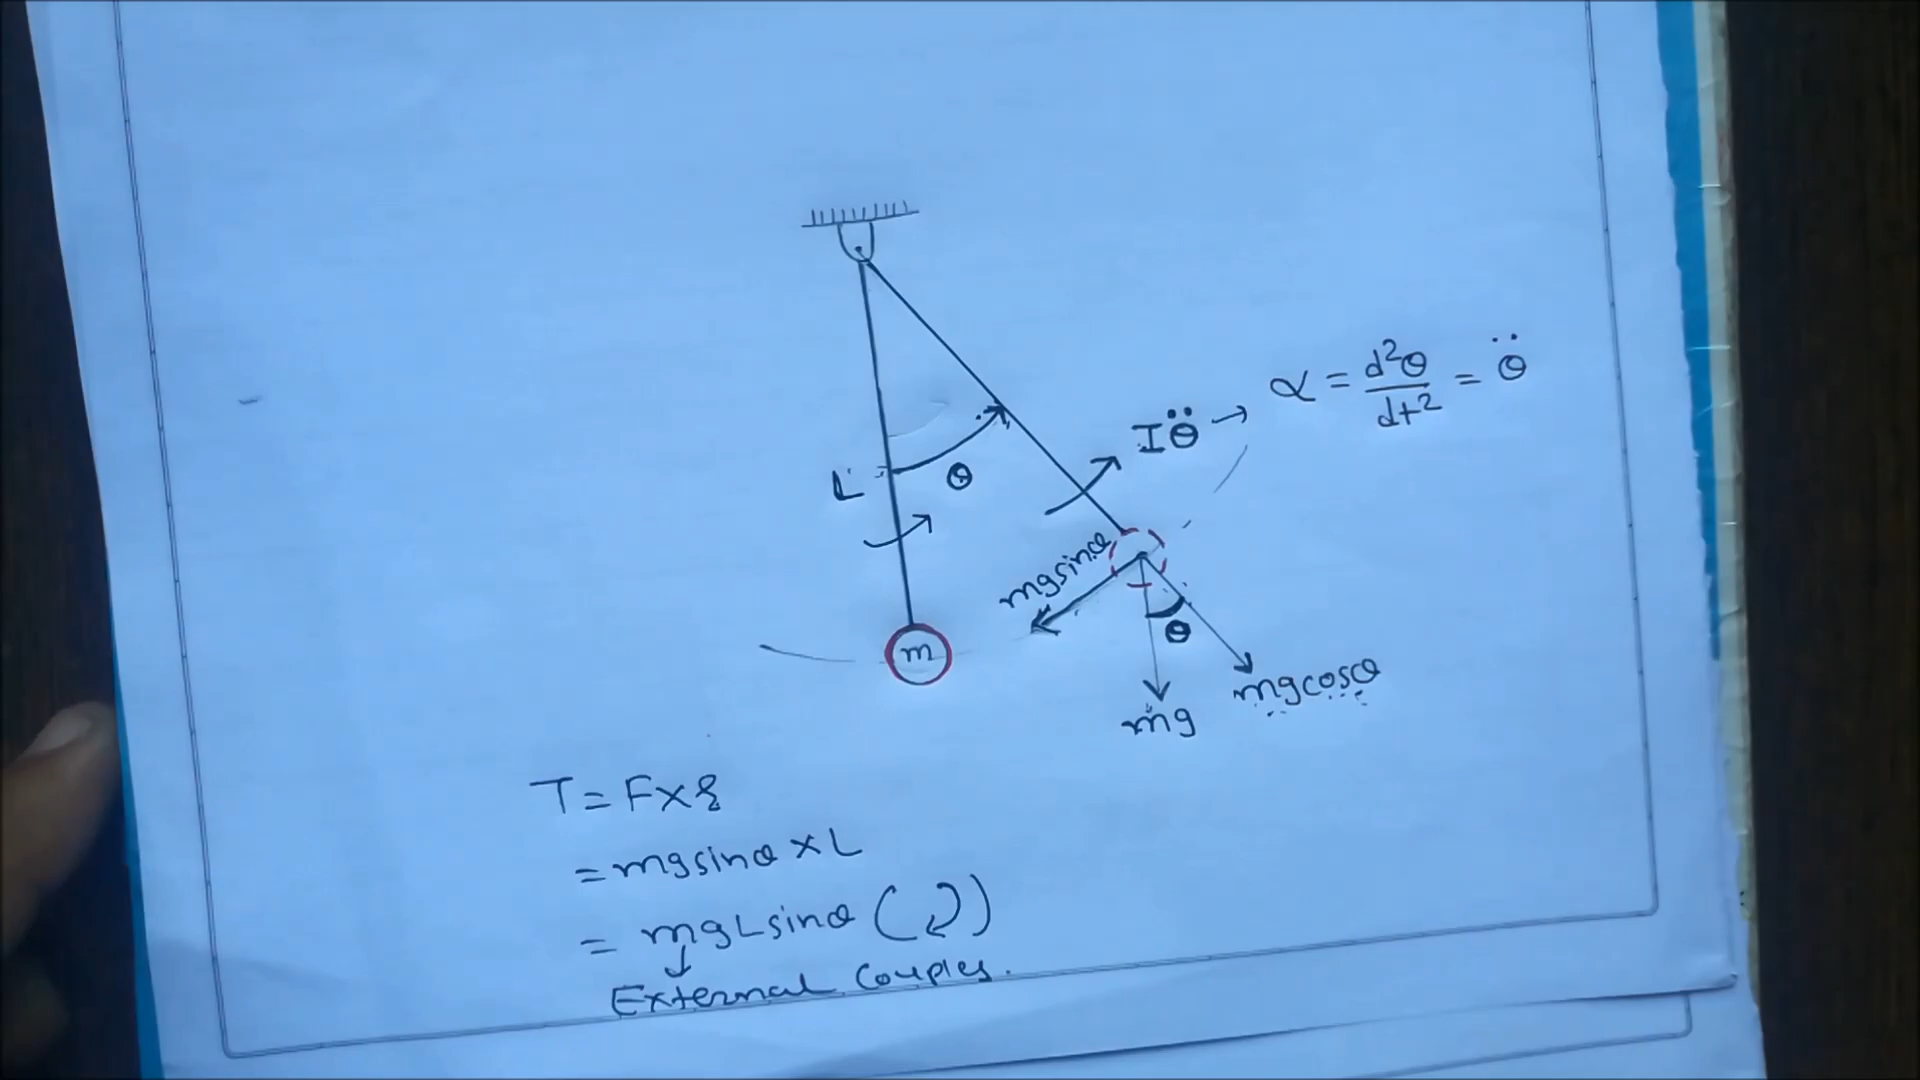 α = d²θ/dt² = θ̈
Iθ̈ →
L
θ
mgsinθ
m
θ
mgcosθ
mg
T = F×r
= mgsinθ × L
= mgLsinθ (↻)
↓
External Couples.